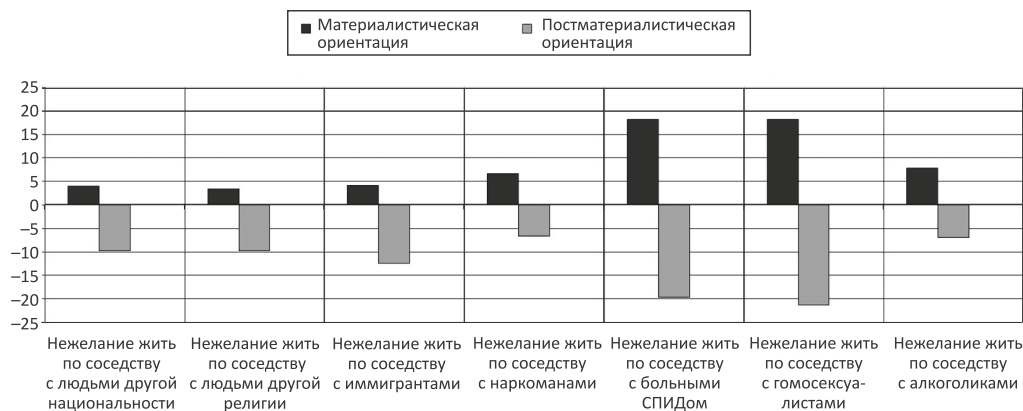 Материалистическая
ориентация
Постматериалистическая
ориентация
25
20
15
10
5
0
–5
–10
–15
–20
–25
Нежелание жить
по соседству
с людьми другой
национальности
Нежелание жить
по соседству
с людьми другой
религии
Нежелание жить
по соседству
с иммигрантами
Нежелание жить
по соседству
с наркоманами
Нежелание жить
по соседству
с больными
СПИДом
Нежелание жить
по соседству
с гомосексуа-
листами
Нежелание жить
по соседству
с алкоголиками